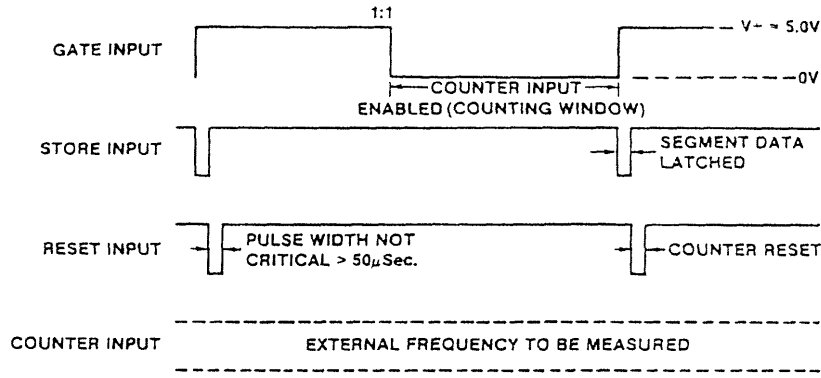 1:1
GATE INPUT
V+ = 5.0V
0V
COUNTER INPUT
ENABLED (COUNTING WINDOW)
STORE INPUT
SEGMENT DATA
LATCHED
RESET INPUT
PULSE WIDTH NOT
CRITICAL > 50μSec.
COUNTER RESET
COUNTER INPUT
EXTERNAL FREQUENCY TO BE MEASURED